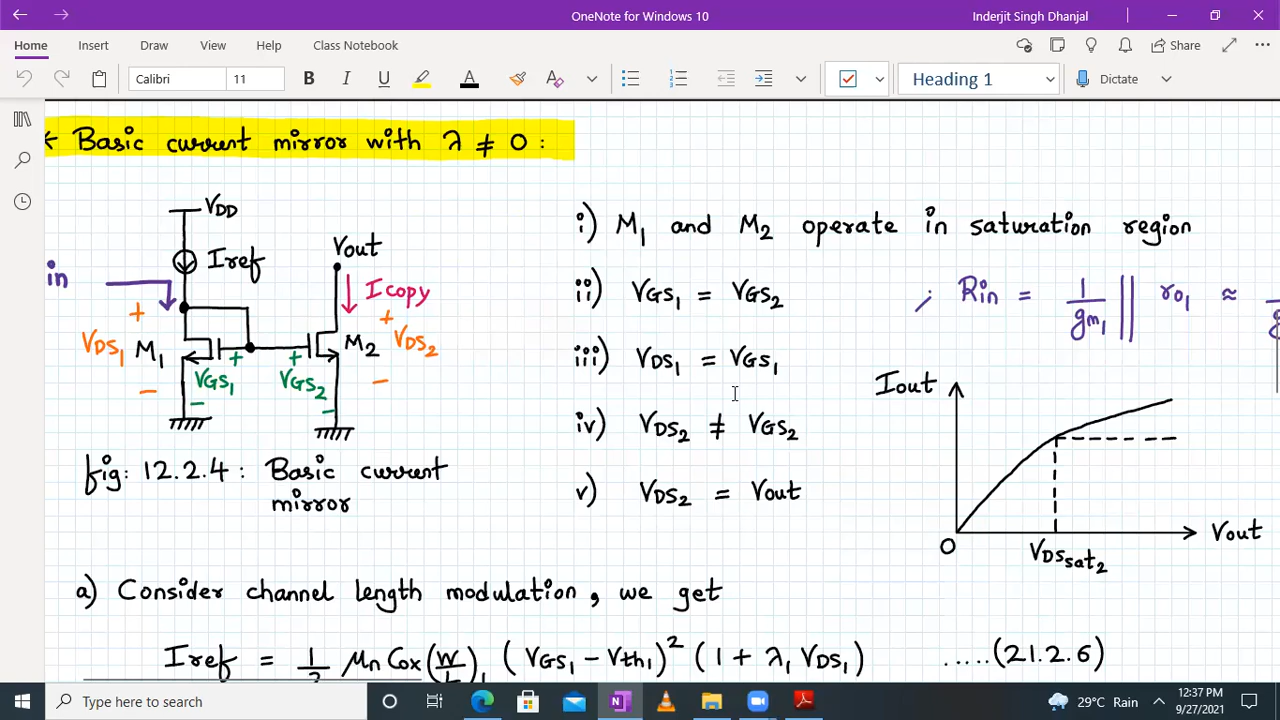 OneNote for Windows 10
Inderjit Singh Dhanjal
Home Insert Draw View Help Class Notebook
Share
Calibri 11 B I U A Heading 1 Dictate
Basic current mirror with λ ≠ 0 :
VDD
Iref
in
Vout
Icopy
+ VDS1 −
M1
+ VGS1 −
+ VGS2 −
M2
+ VDS2 −
fig: 12.2.4 : Basic current
mirror
i) M1 and M2 operate in saturation region
ii) VGS1 = VGS2
; Rin = 1/gm1 || ro1 ≈
iii) VDS1 = VGS1
iv) VDS2 ≠ VGS2
v) VDS2 = Vout
Iout
0
VDSsat2
Vout
a) Consider channel length modulation, we get
Iref = 1/2 μn Cox (W/L)1 (VGS1 − Vth1)² (1 + λ1 VDS1) .....(21.2.6)
Type here to search
29°C Rain
12:37 PM
9/27/2021